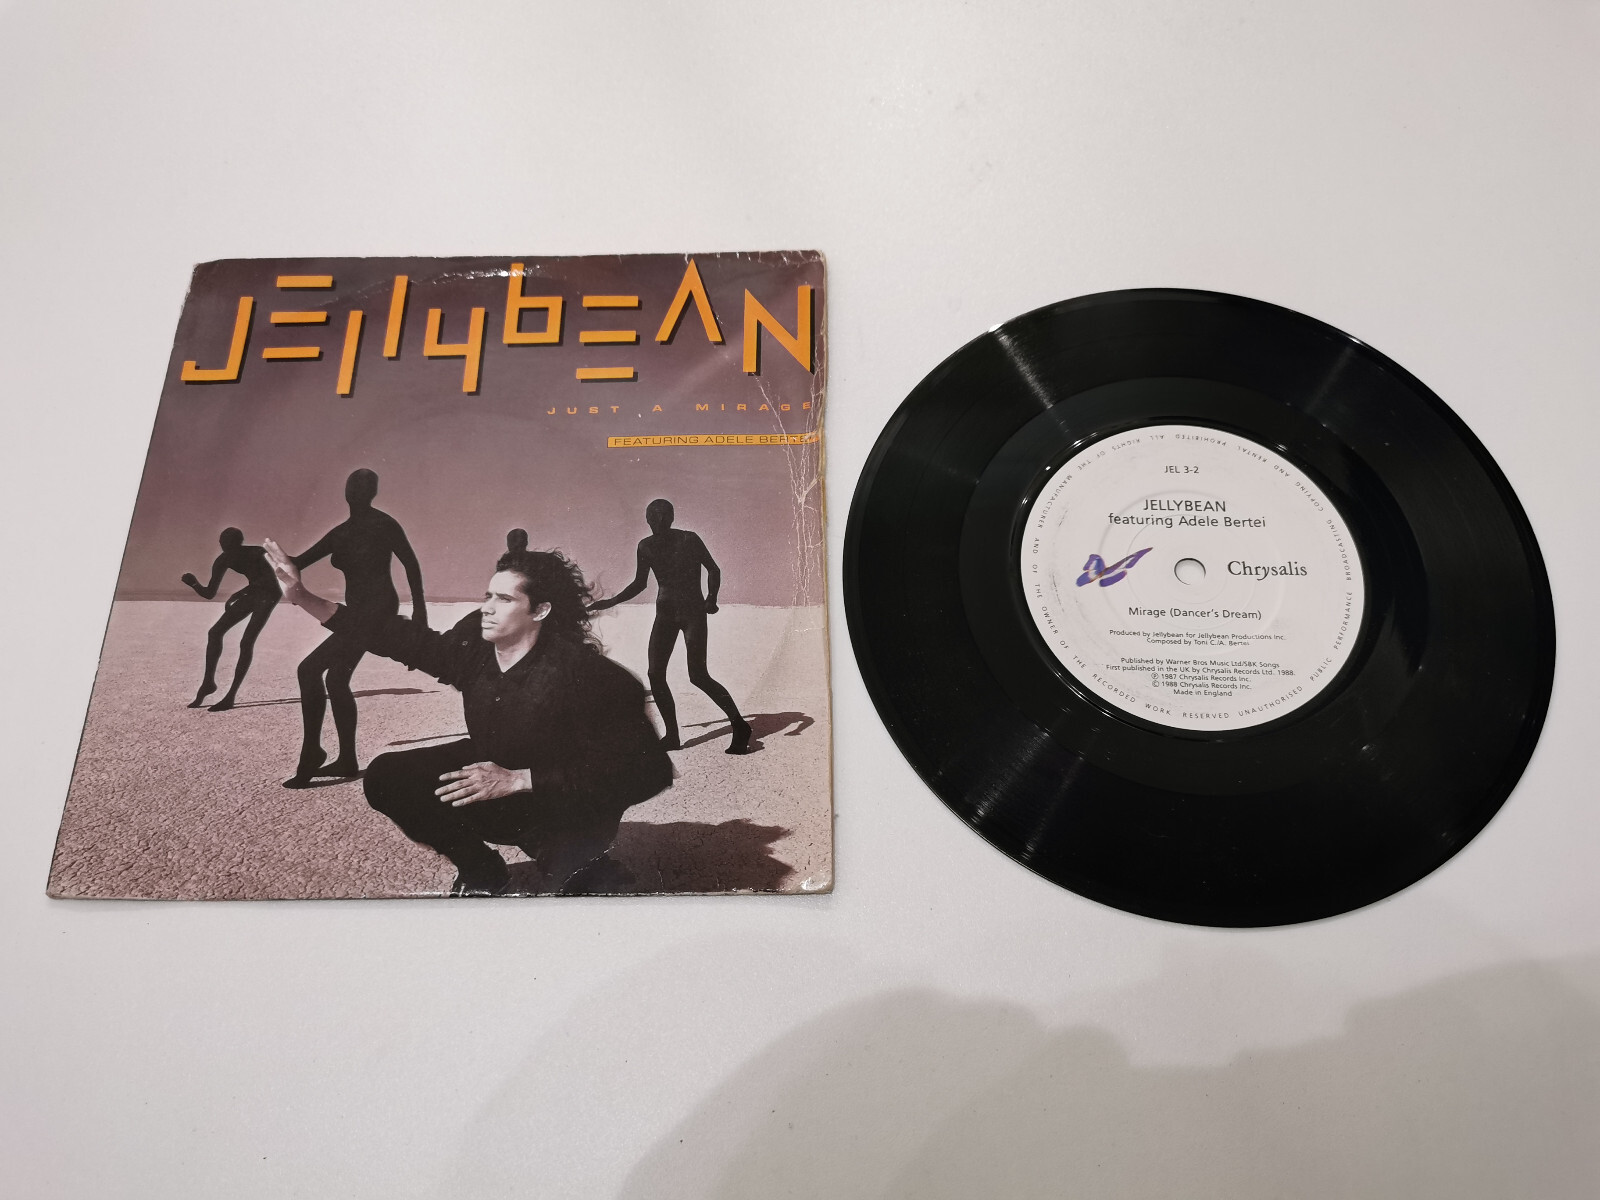 JELLYBEAN
JUST A MIRAGE
FEATURING ADELE BERTEI
JEL 3-2
JELLYBEAN
featuring Adele Bertei
Chrysalis
Mirage (Dancer's Dream)
Produced by Jellybean for Jellybean Productions Inc.
Composed by Toni C./A. Bertei
Published by Warner Bros Music Ltd/SBK Songs
First published in the UK by Chrysalis Records Ltd. 1988.
℗ 1987 Chrysalis Records Inc.
© 1988 Chrysalis Records Inc.
Made in England
ALL RIGHTS OF THE MANUFACTURER AND OF THE OWNER OF THE RECORDED WORK RESERVED UNAUTHORISED PUBLIC PERFORMANCE BROADCASTING COPYING AND RENTAL PROHIBITED